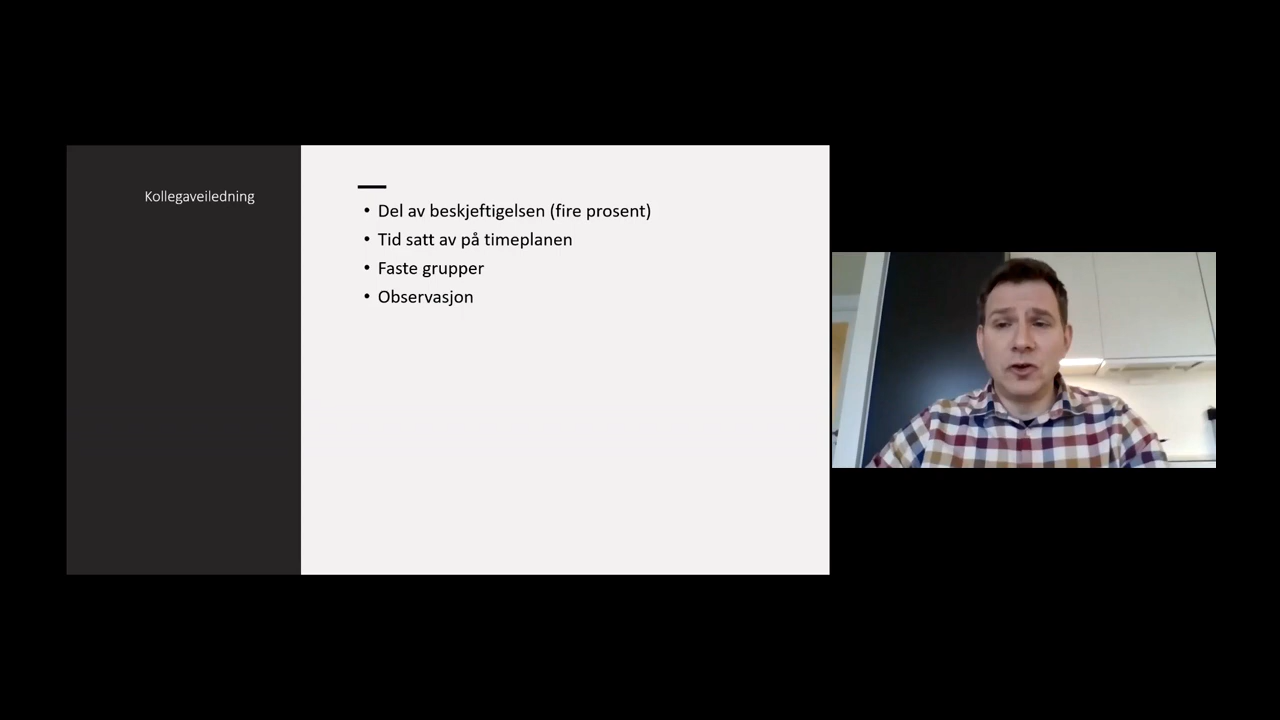 Kollegaveiledning
• Del av beskjeftigelsen (fire prosent)
• Tid satt av på timeplanen
• Faste grupper
• Observasjon